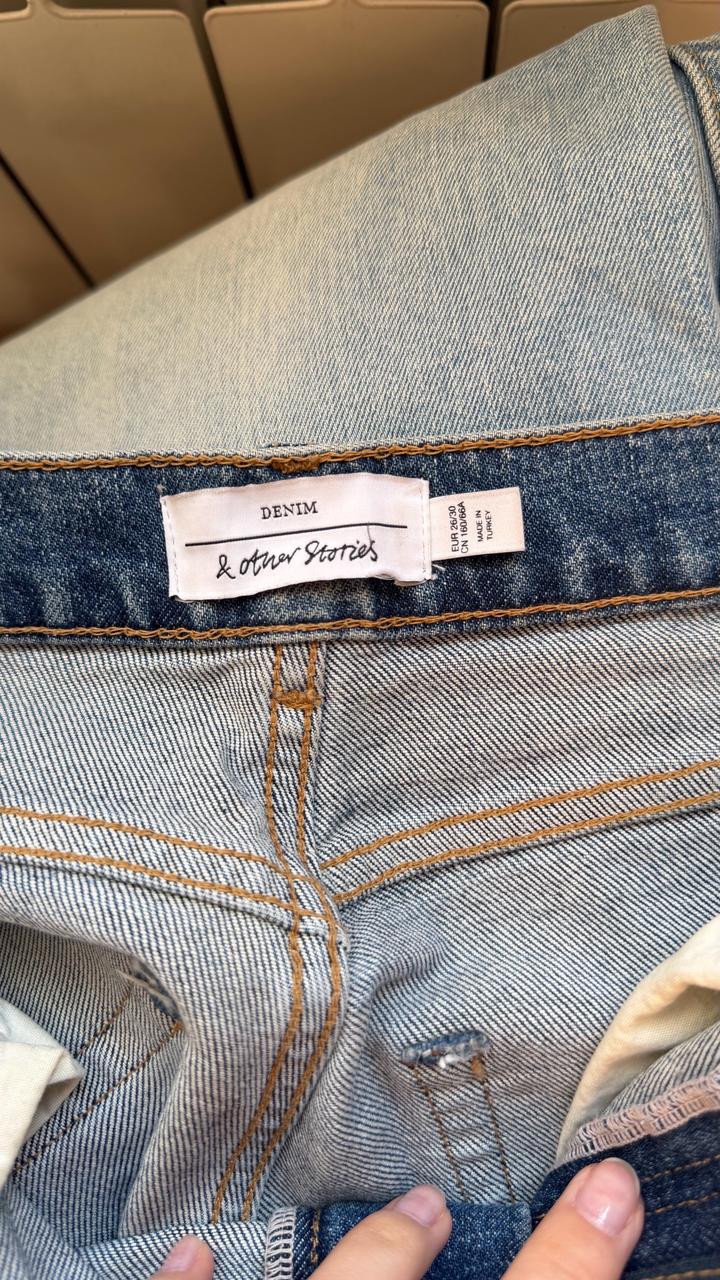 DENIM
& other Stories
EUR 26/30
CN 160/66A
MADE IN
TURKEY